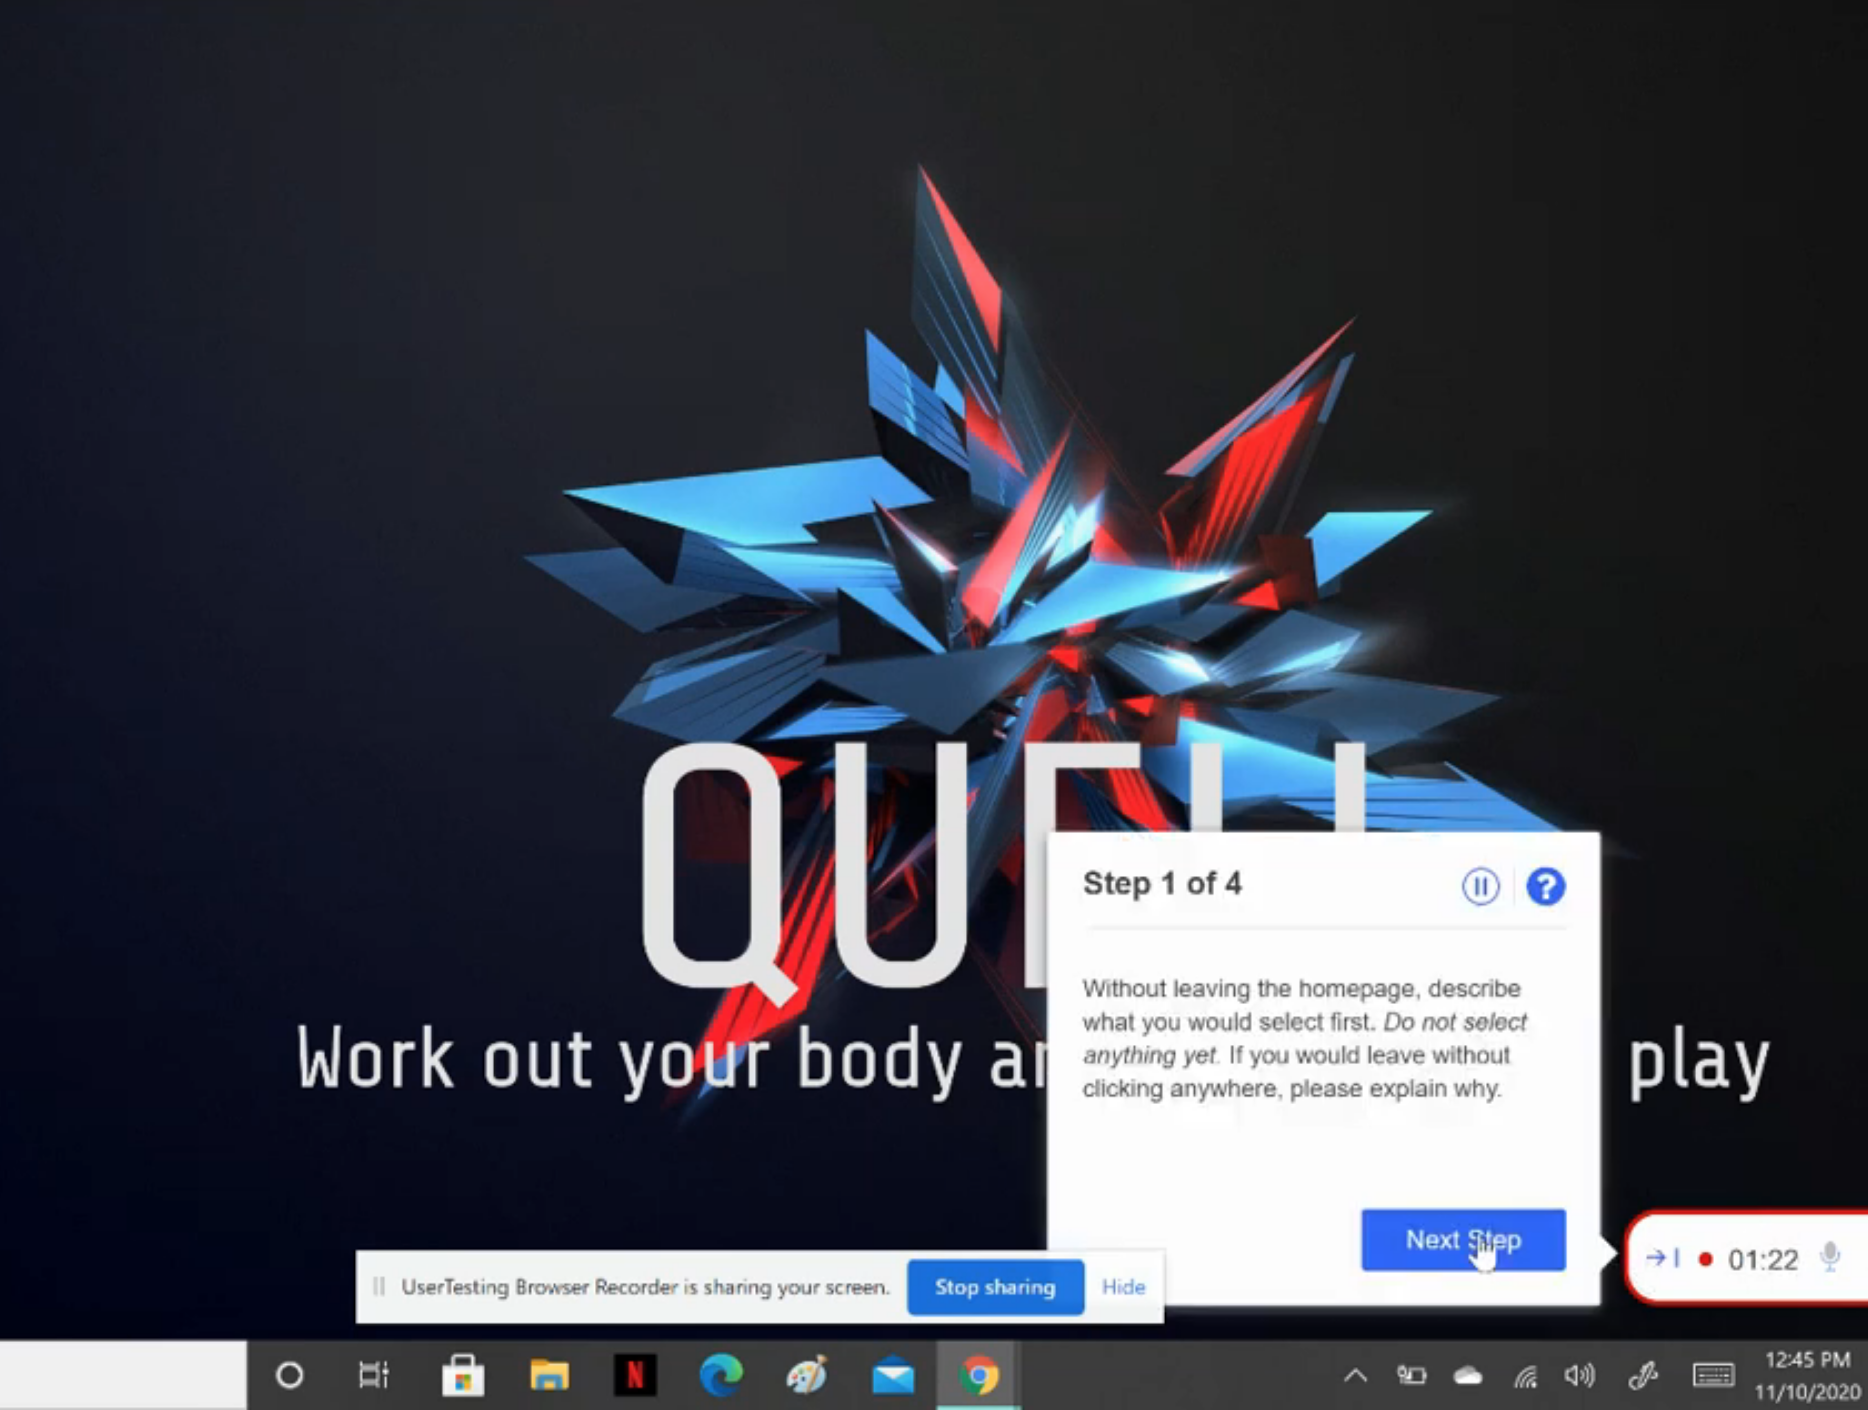 QU
Work out your body
play
Step 1 of 4
Without leaving the homepage, describe
what you would select first. Do not select
anything yet. If you would leave without
clicking anywhere, please explain why.
Next Step
01:22
UserTesting Browser Recorder is sharing your screen.
Stop sharing
Hide
N
12:45 PM
11/10/2020